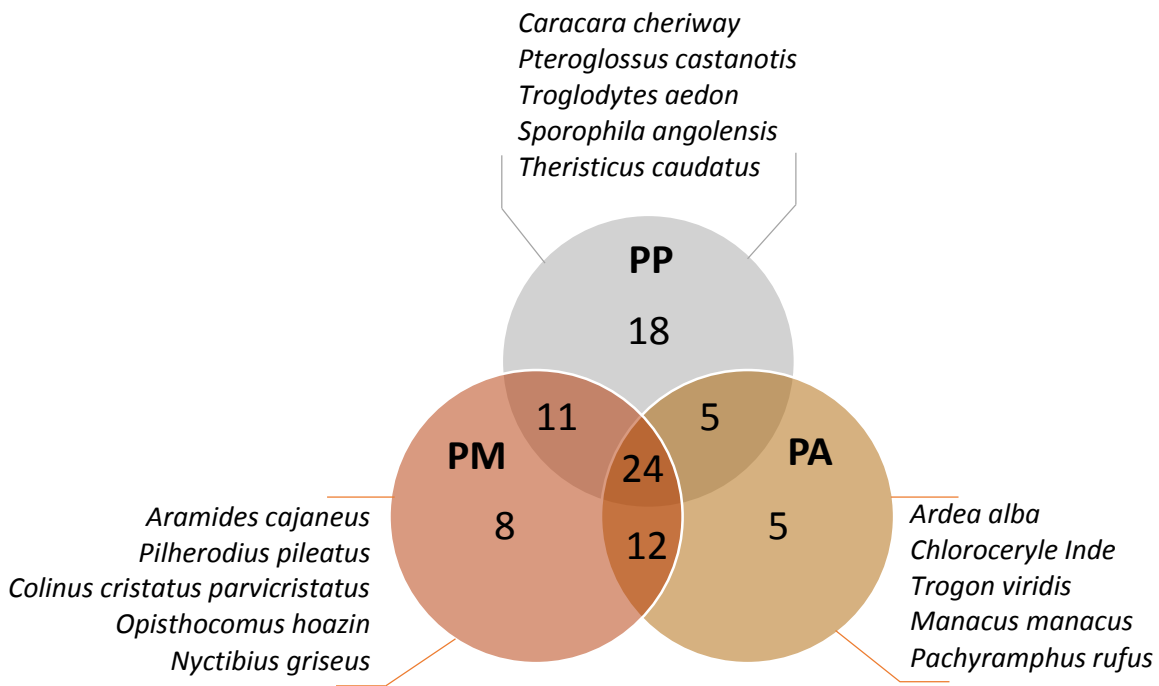 Caracara cheriway
Pteroglossus castanotis
Troglodytes aedon
Sporophila angolensis
Theristicus caudatus
PP
18
11
5
PM
24
PA
8
12
5
Aramides cajaneus
Pilherodius pileatus
Colinus cristatus parvicristatus
Opisthocomus hoazin
Nyctibius griseus
Ardea alba
Chloroceryle Inde
Trogon viridis
Manacus manacus
Pachyramphus rufus